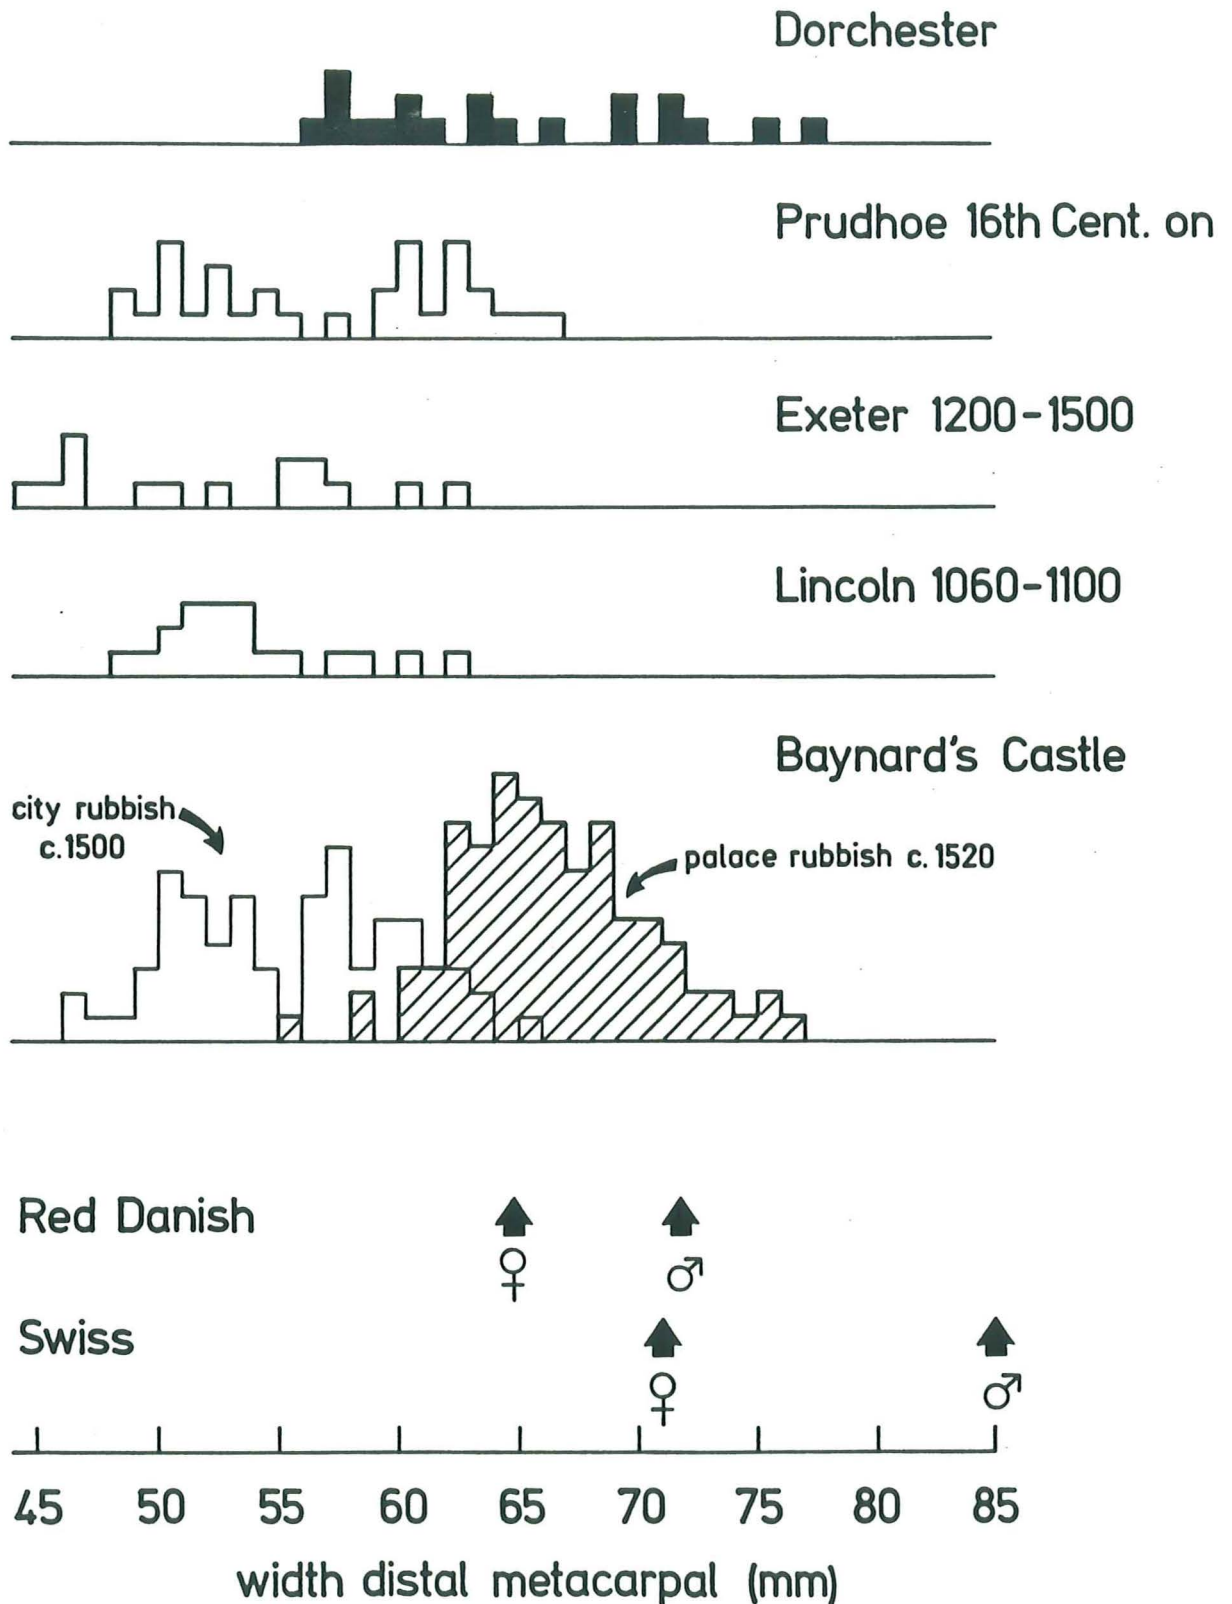 Dorchester
Prudhoe 16th Cent. on
Exeter 1200-1500
Lincoln 1060-1100
Baynard's Castle
city rubbish
c.1500
palace rubbish c.1520
Red Danish
♀ ♂
Swiss
♀ ♂
45 50 55 60 65 70 75 80 85
width distal metacarpal (mm)